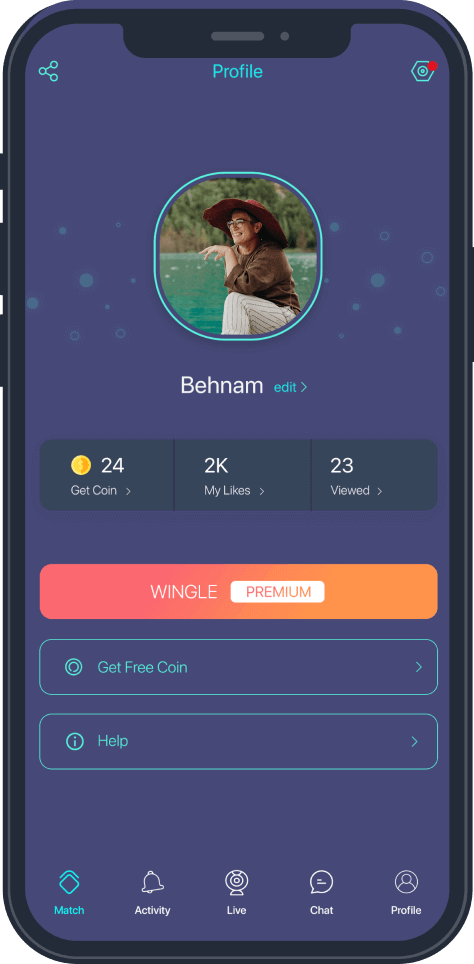 Profile
Behnam edit
24 2K 23
Get Coin My Likes Viewed
WINGLE PREMIUM
Get Free Coin
Help
Match Activity Live Chat Profile